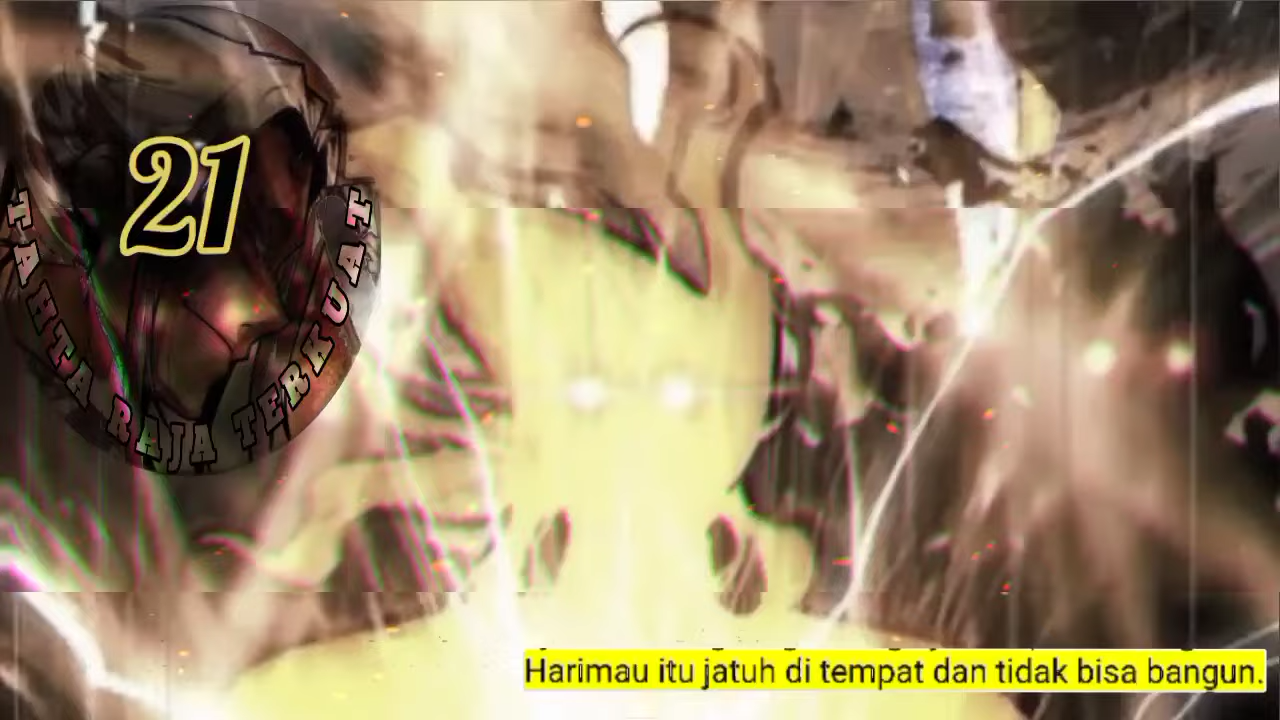 21
TAHTA RAJA TERKUAT
Harimau itu jatuh di tempat dan tidak bisa bangun.